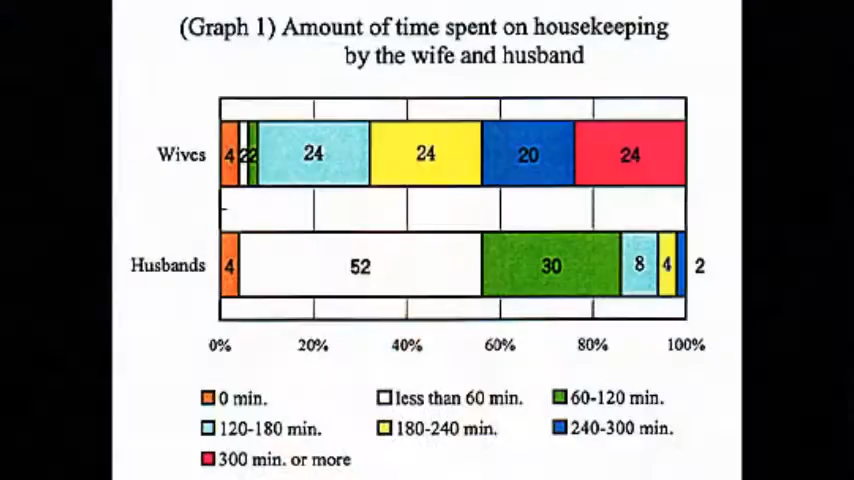 (Graph 1) Amount of time spent on housekeeping
by the wife and husband
Wives
4 2 2 24 24 20 24
Husbands
4 52 30 8 4 2
0% 20% 40% 60% 80% 100%
0 min. less than 60 min. 60-120 min.
120-180 min. 180-240 min. 240-300 min.
300 min. or more